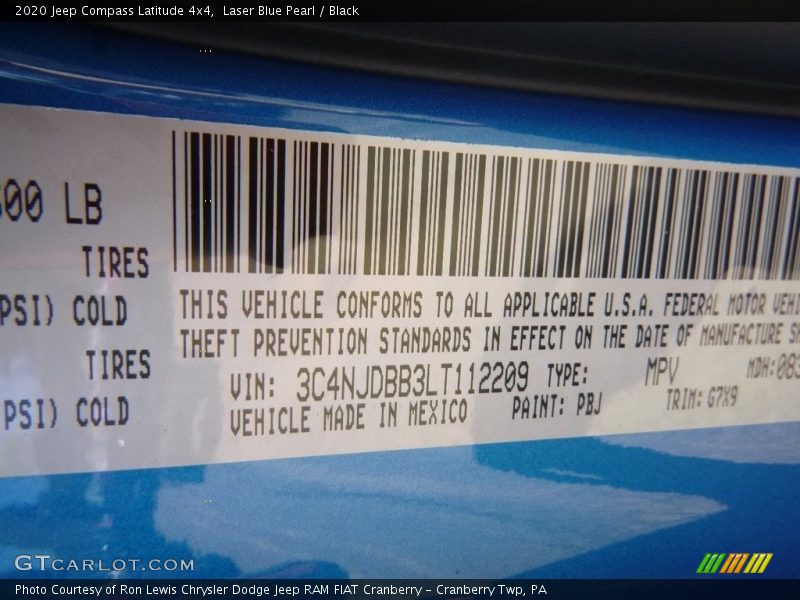 2020 Jeep Compass Latitude 4x4,  Laser Blue Pearl / Black
00 LB
TIRES
PSI) COLD
TIRES
PSI) COLD
THIS VEHICLE CONFORMS TO ALL APPLICABLE U.S.A. FEDERAL MOTOR
THEFT PREVENTION STANDARDS IN EFFECT ON THE DATE OF MANUFACTURE
VIN: 3C4NJDBB3LT112209 TYPE: MPV MDH:083
VEHICLE MADE IN MEXICO PAINT: PBJ TRIM: G7X9
GTCARLOT.COM
Photo Courtesy of Ron Lewis Chrysler Dodge Jeep RAM FIAT Cranberry – Cranberry Twp, PA